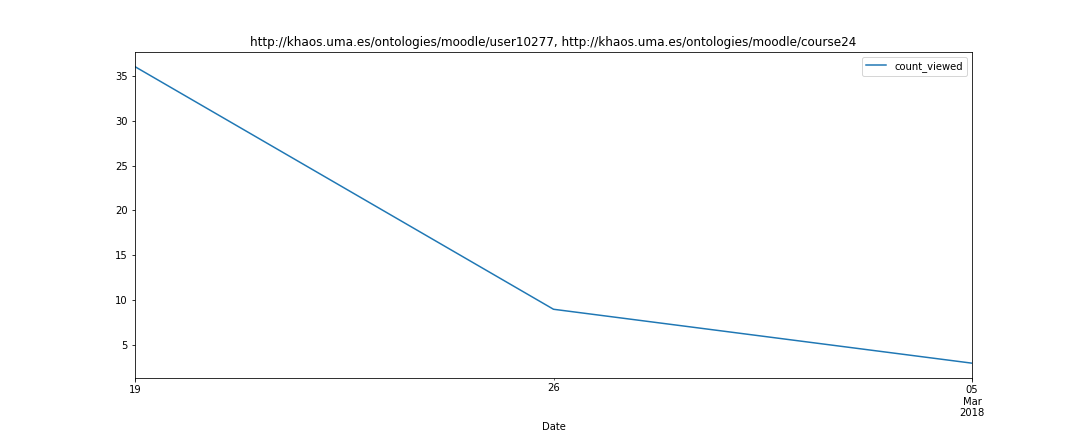 http://khaos.uma.es/ontologies/moodle/user10277, http://khaos.uma.es/ontologies/moodle/course24
count_viewed
35
30
25
20
15
10
5
19
26
05
Mar
2018
Date